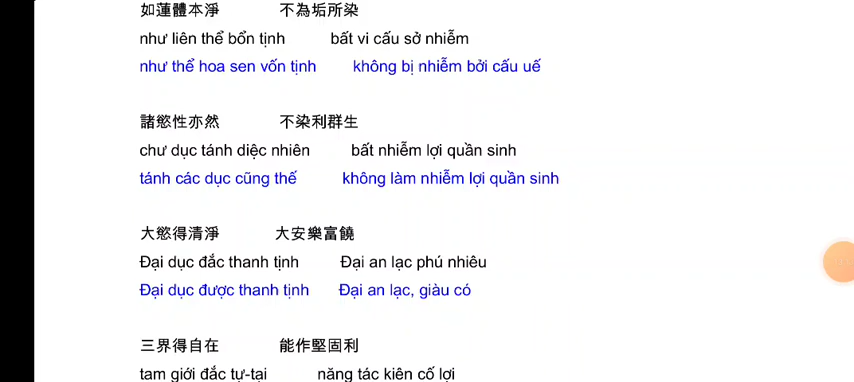 如蓮體本淨 不為垢所染
như liên thể bổn tịnh bất vi cấu sở nhiễm
như thể hoa sen vốn tịnh không bị nhiễm bởi cấu uế
諸慾性亦然 不染利群生
chư dục tánh diệc nhiên bất nhiễm lợi quần sinh
tánh các dục cũng thế không làm nhiễm lợi quần sinh
大慾得清淨 大安樂富饒
Đại dục đắc thanh tịnh Đại an lạc phú nhiêu
Đại dục được thanh tịnh Đại an lạc, giàu có
三界得自在 能作堅固利
tam giới đắc tự-tại năng tác kiên cố lợi